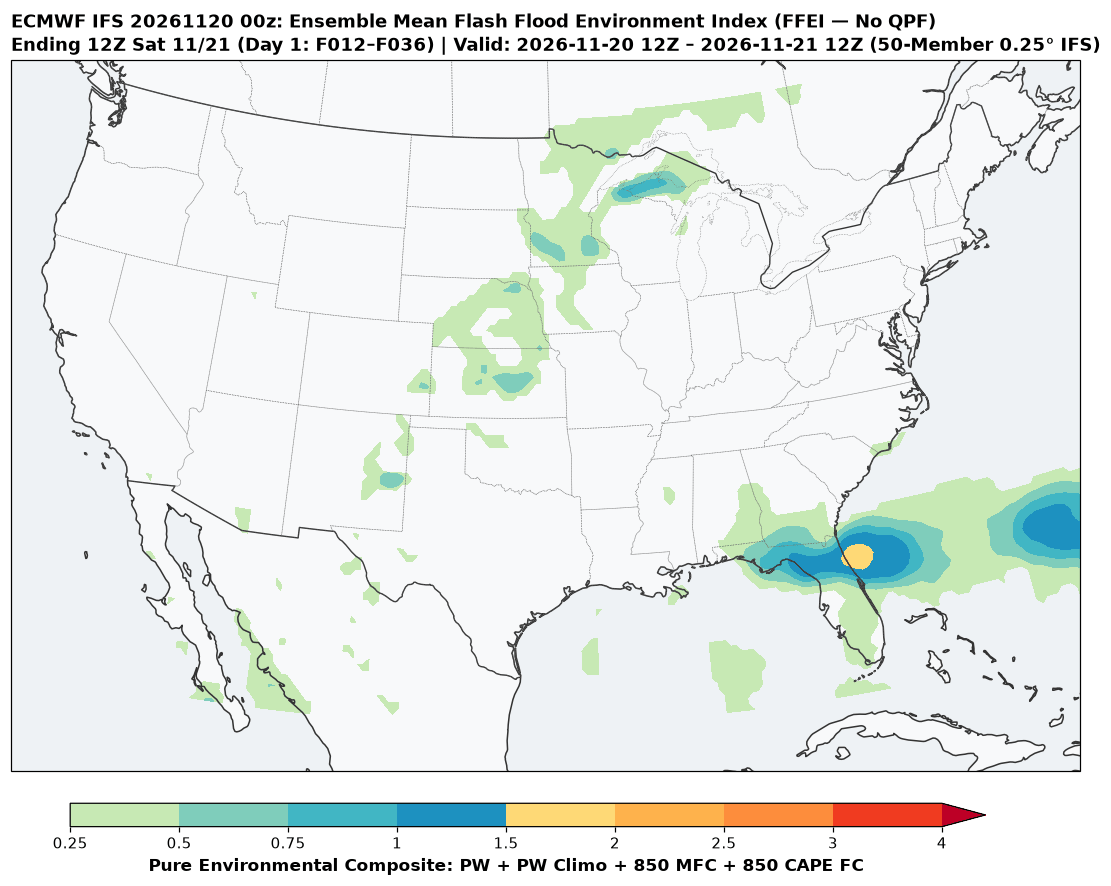 ECMWF IFS 20261120 00z: Ensemble Mean Flash Flood Environment Index (FFEI — No QPF)
Ending 12Z Sat 11/21 (Day 1: F012–F036) | Valid: 2026-11-20 12Z – 2026-11-21 12Z (50-Member 0.25° IFS)
0.25 0.5 0.75 1 1.5 2 2.5 3 4
Pure Environmental Composite: PW + PW Climo + 850 MFC + 850 CAPE FC